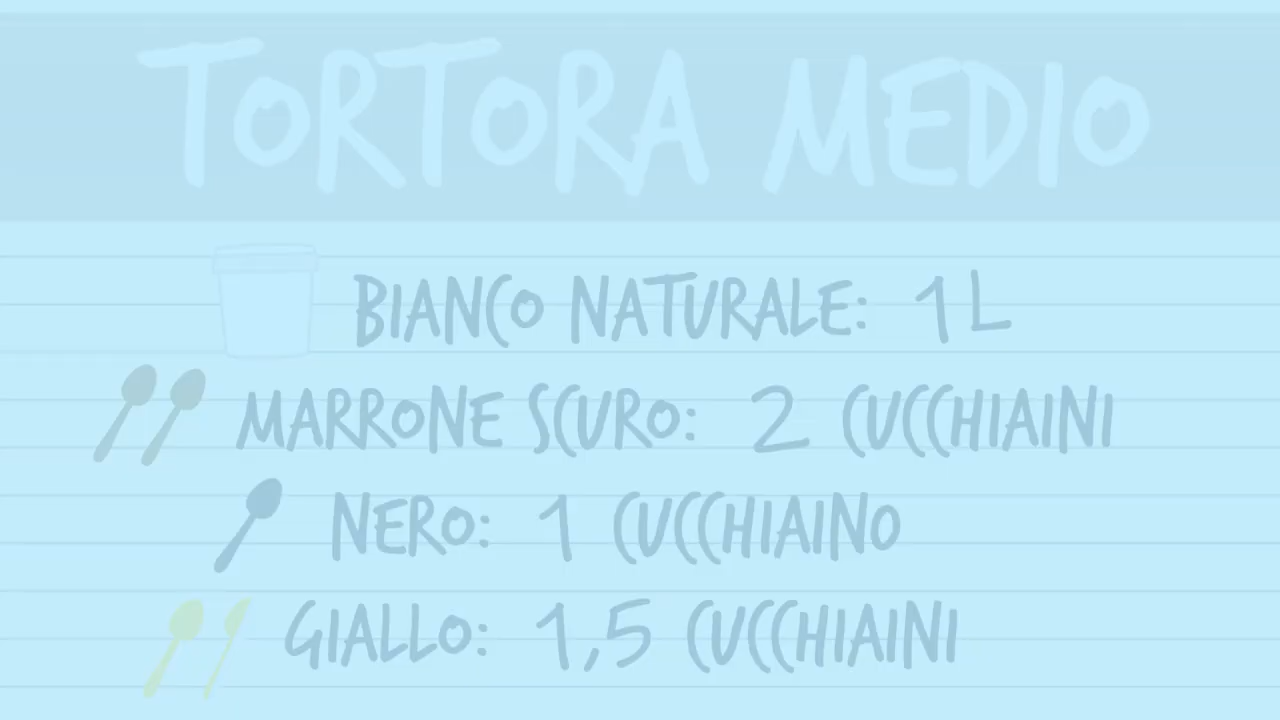 TORTORA MEDIO
BIANCO NATURALE: 1 L
MARRONE SCURO: 2 CUCCHIAINI
NERO: 1 CUCCHIAINO
GIALLO: 1,5 CUCCHIAINI